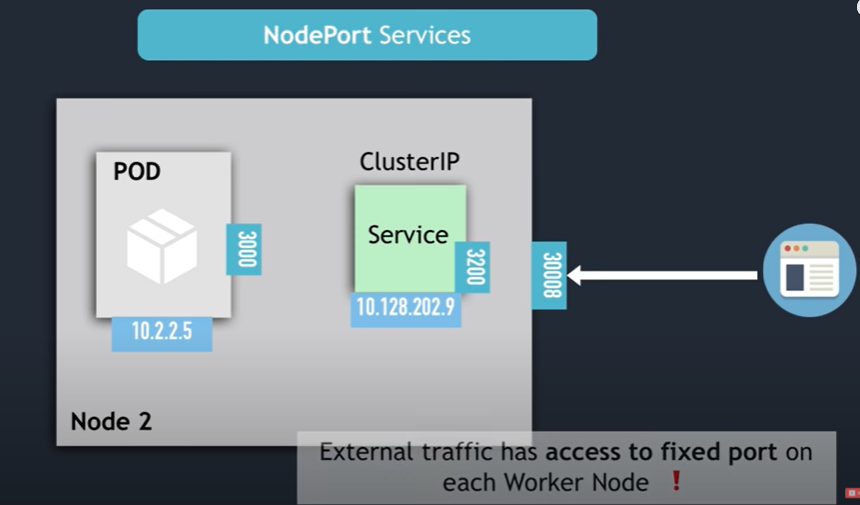 NodePort Services
POD
3000
10.2.2.5
ClusterIP
Service
3200
10.128.202.9
30008
Node 2
External traffic has access to fixed port on
each Worker Node !